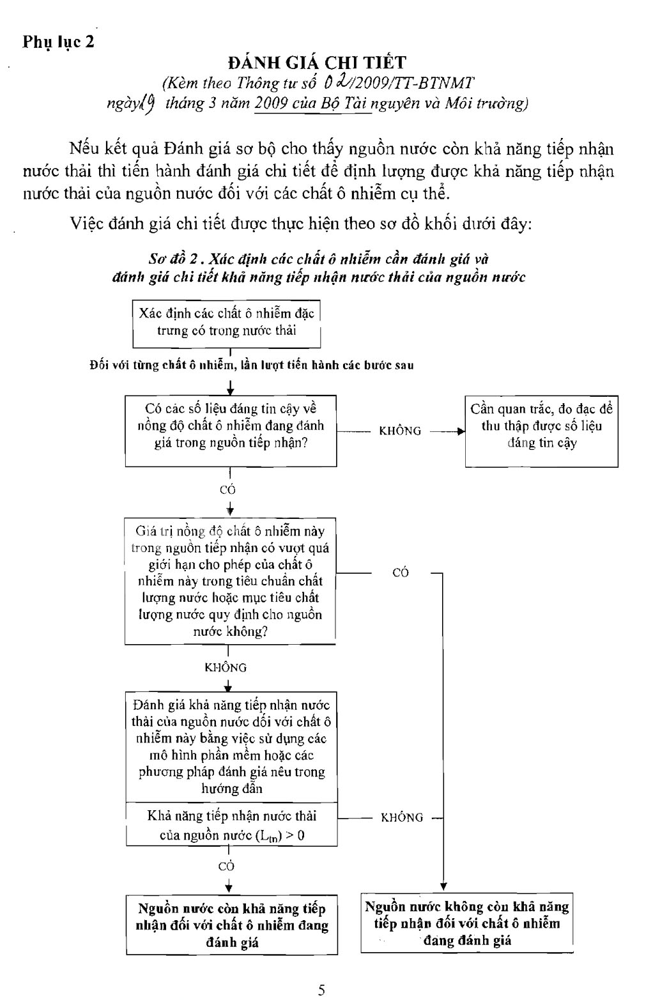 Phụ lục 2
ĐÁNH GIÁ CHI TIẾT
(Kèm theo Thông tư số 02/2009/TT-BTNMT
ngày 19 tháng 3 năm 2009 của Bộ Tài nguyên và Môi trường)
Nếu kết quả Đánh giá sơ bộ cho thấy nguồn nước còn khả năng tiếp nhận
nước thải thì tiến hành đánh giá chi tiết để định lượng được khả năng tiếp nhận
nước thải của nguồn nước đối với các chất ô nhiễm cụ thể.
Việc đánh giá chi tiết được thực hiện theo sơ đồ khối dưới đây:
Sơ đồ 2 . Xác định các chất ô nhiễm cần đánh giá và
đánh giá chi tiết khả năng tiếp nhận nước thải của nguồn nước
Xác định các chất ô nhiễm đặc
trưng có trong nước thải
Đối với từng chất ô nhiễm, lần lượt tiến hành các bước sau
Có các số liệu đáng tin cậy về
nồng độ chất ô nhiễm đang đánh
giá trong nguồn tiếp nhận?
KHÔNG
Cần quan trắc, đo đạc để
thu thập được số liệu
đáng tin cậy
CÓ
Giá trị nồng độ chất ô nhiễm này
trong nguồn tiếp nhận có vượt quá
giới hạn cho phép của chất ô
nhiễm này trong tiêu chuẩn chất
lượng nước hoặc mục tiêu chất
lượng nước quy định cho nguồn
nước không?
CÓ
KHÔNG
Đánh giá khả năng tiếp nhận nước
thải của nguồn nước đối với chất ô
nhiễm này bằng việc sử dụng các
mô hình phần mềm hoặc các
phương pháp đánh giá nêu trong
hướng dẫn
Khả năng tiếp nhận nước thải
của nguồn nước (Ltn) > 0
KHÔNG
CÓ
Nguồn nước còn khả năng tiếp
nhận đối với chất ô nhiễm đang
đánh giá
Nguồn nước không còn khả năng
tiếp nhận đối với chất ô nhiễm
đang đánh giá
5